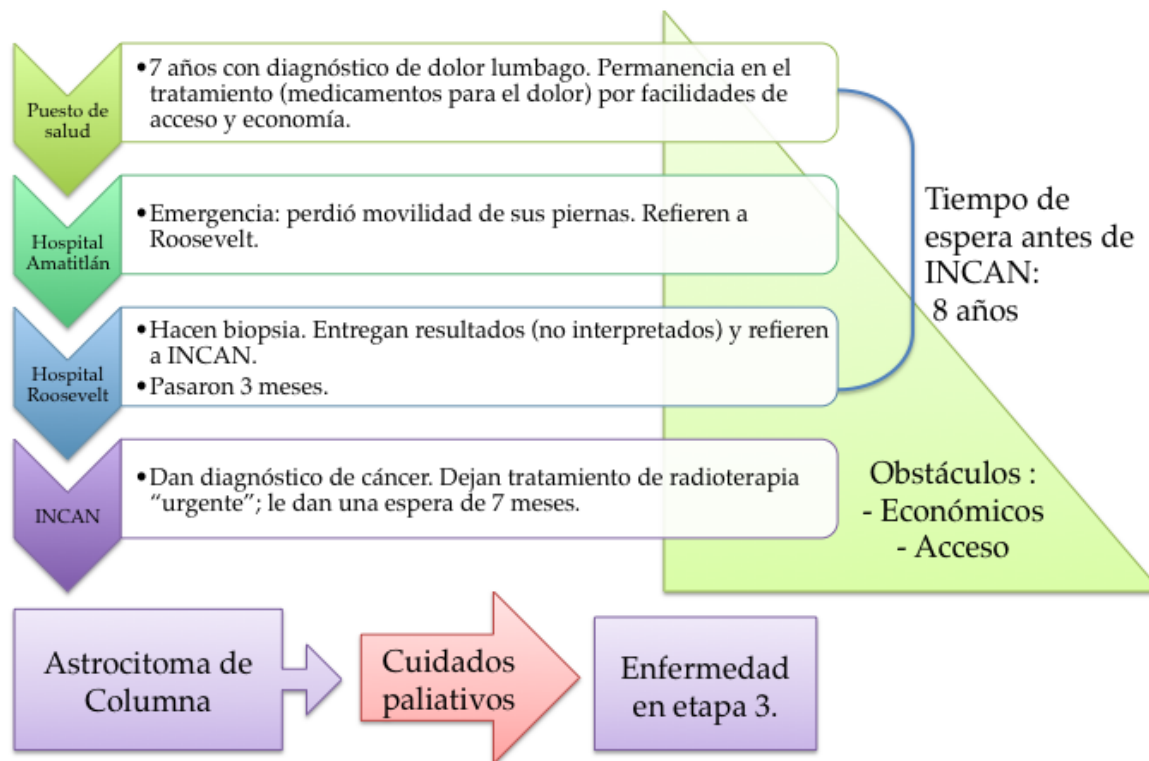 Puesto de
salud
•7 años con diagnóstico de dolor lumbago. Permanencia en el
tratamiento (medicamentos para el dolor) por facilidades de
acceso y economía.
Hospital
Amatitlán
•Emergencia: perdió movilidad de sus piernas. Refieren a
Roosevelt.
Hospital
Roosevelt
•Hacen biopsia. Entregan resultados (no interpretados) y refieren
a INCAN.
•Pasaron 3 meses.
INCAN
•Dan diagnóstico de cáncer. Dejan tratamiento de radioterapia
“urgente”; le dan una espera de 7 meses.
Tiempo de
espera antes de
INCAN:
8 años
Obstáculos :
- Económicos
- Acceso
Astrocitoma de
Columna
Cuidados
paliativos
Enfermedad
en etapa 3.